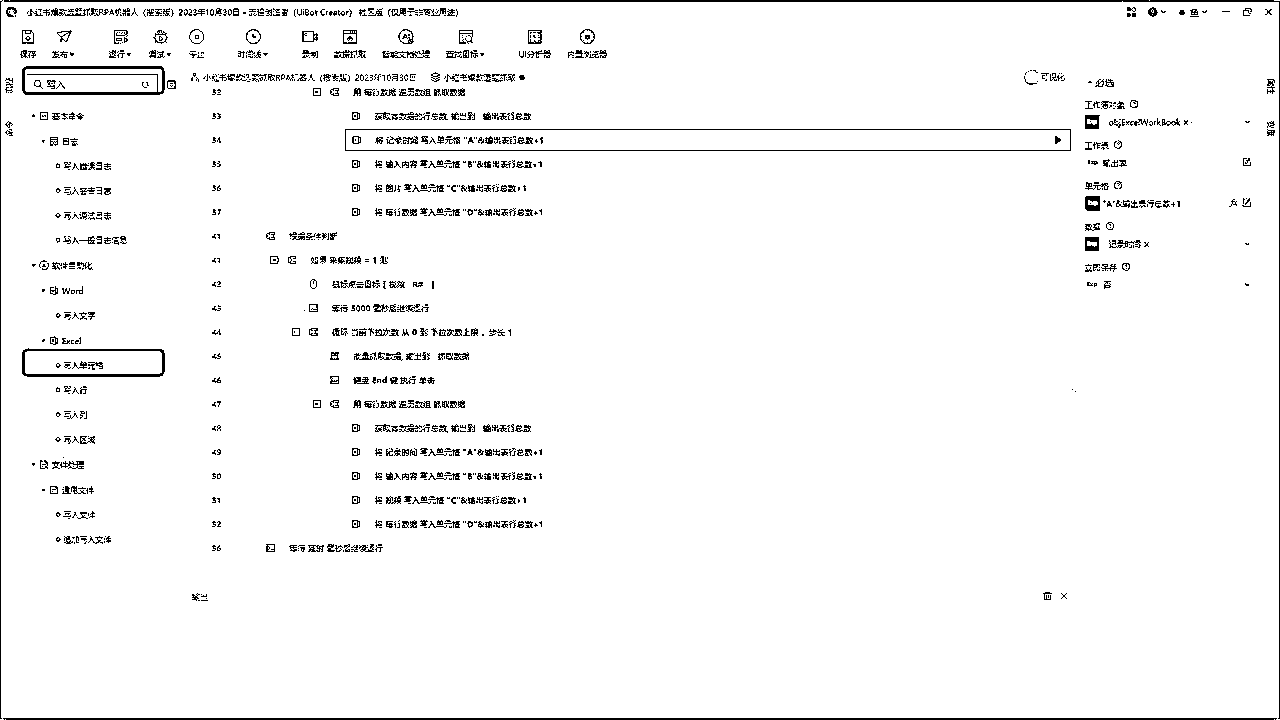 小红书爆款选题抓取RPA机器人（搜索版）2023年10月30日 - 流程创造者（UiBot Creator） 社区版（仅用于非商业用途）
保存 发布 运行 调试 停止 时间线 录制 数据抓取 智能文档处理 查找图标 UI分析器 内置浏览器
写入
小红书爆款选题抓取RPA机器人（搜索版）2023年10月30日 小红书爆款选题抓取
可视化
基本命令
日志
写入错误日志
写入警告日志
写入调试日志
写入一般日志信息
软件自动化
Word
写入文字
Excel
写入单元格
写入行
写入列
写入区域
文件处理
通用文件
写入文件
追加写入文件
32 用 每行数据 遍历数组 抓取数据
33 获取有数据的行总数, 输出到 输出表行总数
34 将 记录时间 写入单元格 "A"&输出表行总数+1
35 将 输入内容 写入单元格 "B"&输出表行总数+1
36 将 图片 写入单元格 "C"&输出表行总数+1
37 将 每行数据 写入单元格 "D"&输出表行总数+1
41 根据条件判断
41 如果 采集视频 = 1 则
42 鼠标点击目标
43 等待 5000 毫秒后继续运行
44 循环 当前下拉次数 从 0 到 下拉次数上限 , 步长 1
45 批量抓取数据, 输出到 抓取数据
46 键盘 End 键 执行 单击
47 用 每行数据 遍历数组 抓取数据
48 获取有数据的行总数, 输出到 输出表行总数
49 将 记录时间 写入单元格 "A"&输出表行总数+1
50 将 输入内容 写入单元格 "B"&输出表行总数+1
51 将 视频 写入单元格 "C"&输出表行总数+1
52 将 每行数据 写入单元格 "D"&输出表行总数+1
56 等待 延时 毫秒后继续运行
输出
必选
工作簿对象
Exp objExcelWorkBook ×
工作表
Exp 输出表
单元格
Exp "A"&输出表行总数+1
数据
Exp 记录时间 ×
立即保存
Exp 否